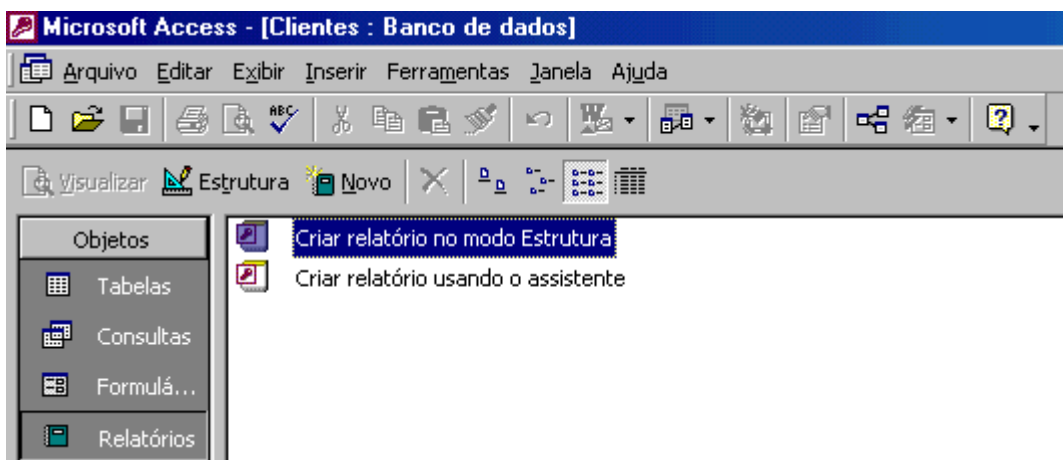 Microsoft Access - [Clientes : Banco de dados]
Arquivo Editar Exibir Inserir Ferramentas Janela Ajuda
ABC
Visualizar Estrutura Novo
Objetos
Criar relatório no modo Estrutura
Criar relatório usando o assistente
Tabelas
Consultas
Formulá...
Relatórios